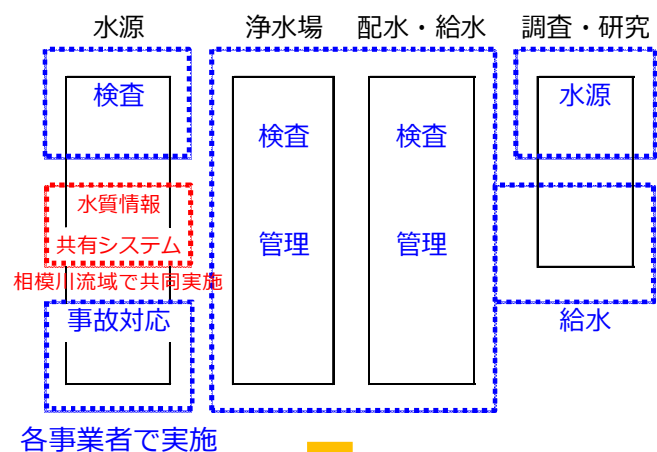 水源
浄水場
配水・給水
調査・研究
検査
検査
管理
検査
管理
水源
水質情報
共有システム
相模川流域で共同実施
事故対応
給水
各事業者で実施